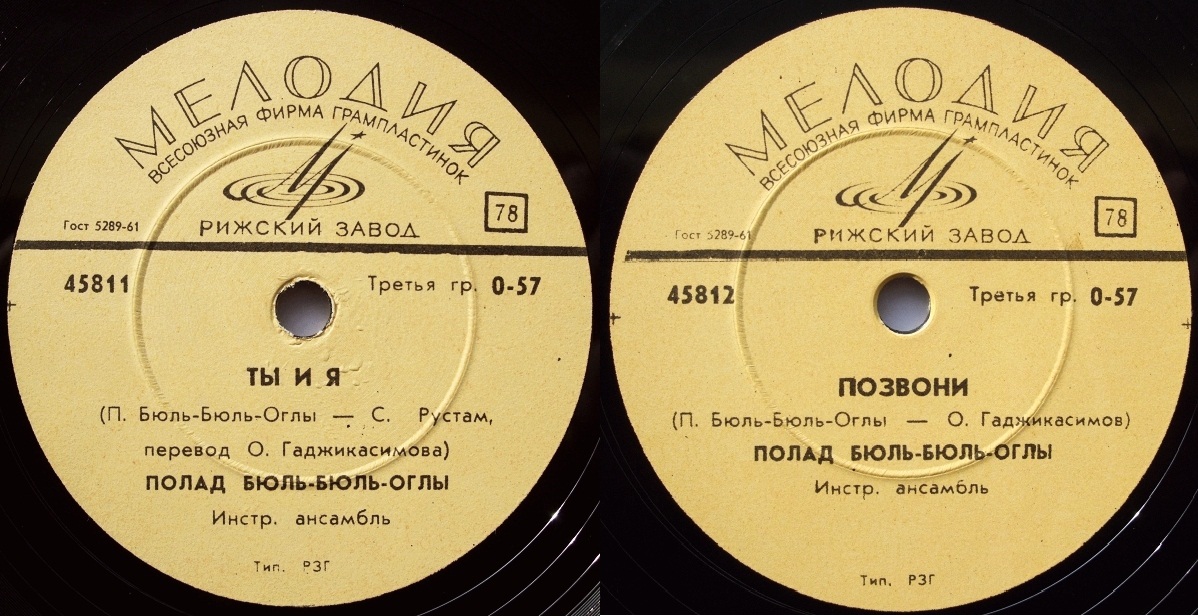 МЕЛОДИЯ
ВСЕСОЮЗНАЯ ФИРМА ГРАМПЛАСТИНОК
Гост 5289-61
РИЖСКИЙ ЗАВОД
78
45811
Третья гр. 0-57
ТЫ И Я
(П. Бюль-Бюль-Оглы — С. Рустам,
перевод О. Гаджикасимова)
ПОЛАД БЮЛЬ-БЮЛЬ-ОГЛЫ
Инстр. ансамбль
Тип. РЗГ
МЕЛОДИЯ
ВСЕСОЮЗНАЯ ФИРМА ГРАМПЛАСТИНОК
Гост 5289-61
РИЖСКИЙ ЗАВОД
78
45812
Третья гр. 0-57
ПОЗВОНИ
(П. Бюль-Бюль-Оглы — О. Гаджикасимов)
ПОЛАД БЮЛЬ-БЮЛЬ-ОГЛЫ
Инстр. ансамбль
Тип. РЗГ